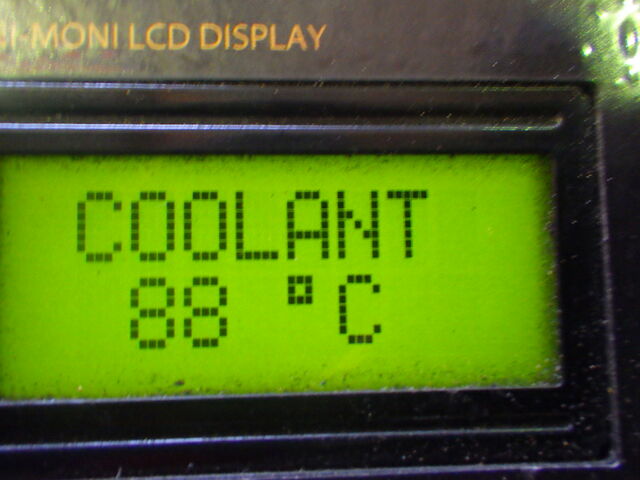 -MONI LCD DISPLAY
COOLANT
88 °C